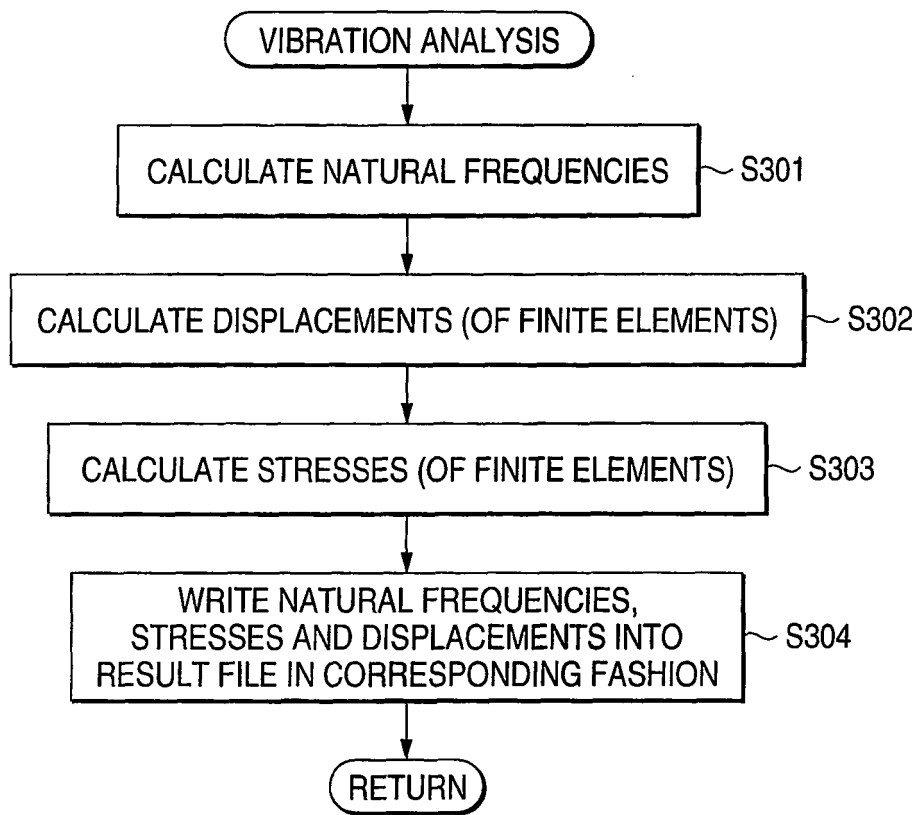 VIBRATION ANALYSIS
CALCULATE NATURAL FREQUENCIES
S301
CALCULATE DISPLACEMENTS (OF FINITE ELEMENTS)
S302
CALCULATE STRESSES (OF FINITE ELEMENTS)
S303
WRITE NATURAL FREQUENCIES,
STRESSES AND DISPLACEMENTS INTO
RESULT FILE IN CORRESPONDING FASHION
S304
RETURN